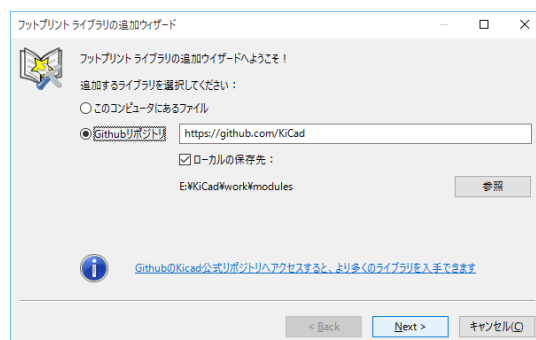 フットプリント ライブラリの追加ウィザード
フットプリント ライブラリの追加ウィザードへようこそ！
追加するライブラリを選択してください：
このコンピュータにあるファイル
Githubリポジトリ
https://github.com/KiCad
ローカルの保存先：
E:¥KiCad¥work¥modules
参照
GithubのKicad公式リポジトリへアクセスすると、より多くのライブラリを入手できます
< Back
Next >
キャンセル(C)